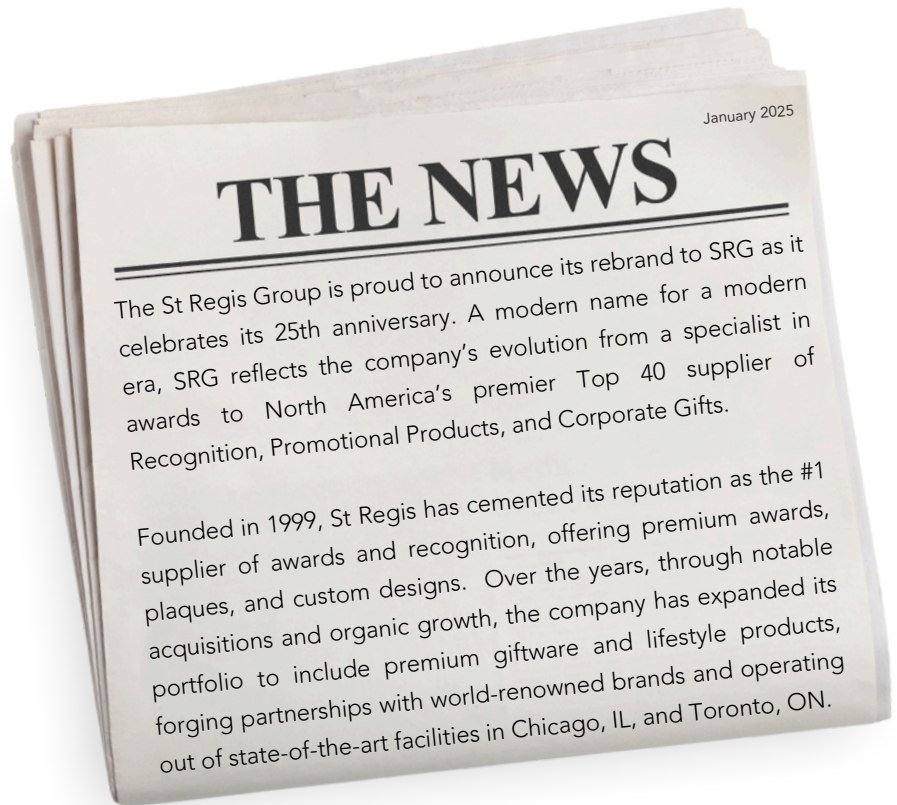 January 2025
THE NEWS
The St Regis Group is proud to announce its rebrand to SRG as it
celebrates its 25th anniversary. A modern name for a modern
era, SRG reflects the company's evolution from a specialist in
awards to North America's premier Top 40 supplier of
Recognition, Promotional Products, and Corporate Gifts.
Founded in 1999, St Regis has cemented its reputation as the #1
supplier of awards and recognition, offering premium awards,
plaques, and custom designs. Over the years, through notable
acquisitions and organic growth, the company has expanded its
portfolio to include premium giftware and lifestyle products,
forging partnerships with world-renowned brands and operating
out of state-of-the-art facilities in Chicago, IL, and Toronto, ON.